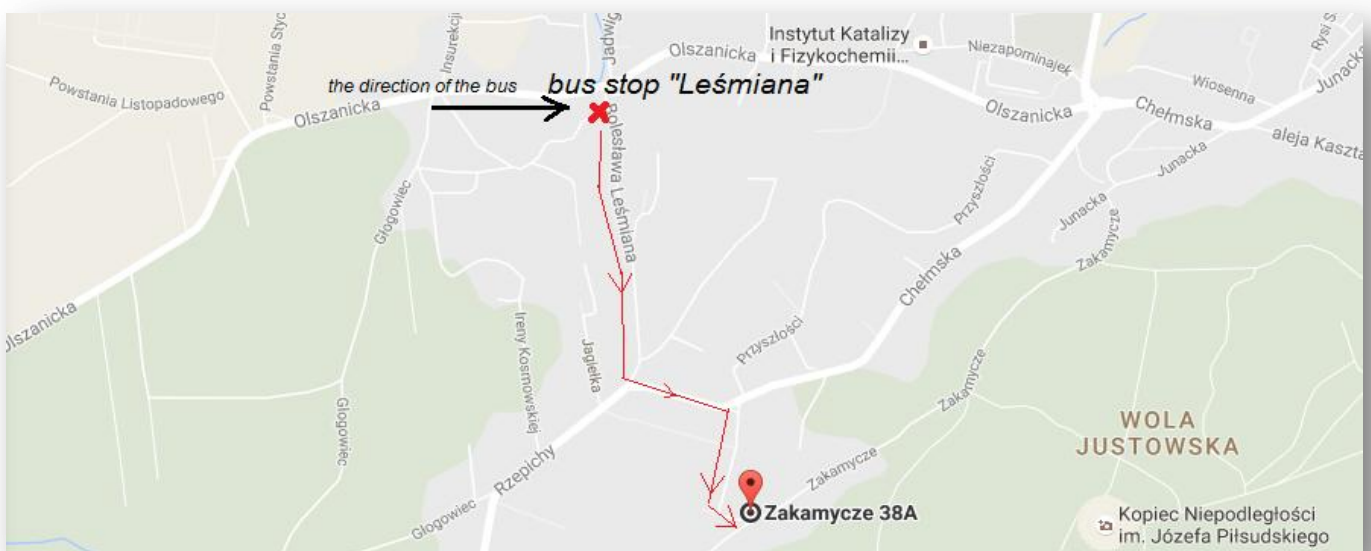 Instytut Katalizy
i Fizykochemii...
Olszanicka
Niezapominajek
Powstania Listopadowego
the direction of the bus
bus stop "Leśmiana"
Wiosenna
Junacka
Olszanicka
Olszanicka
Chełmska
aleja Kaszta
Insurekcji
Powstania Styc
Jadwig
Rysi S
Bolesława Leśmiana
Głogowiec
Przyszłości
Junacka
Junacka
Zakamycze
Chełmska
Olszanicka
Ireny Kosmowskiej
Jagiełka
Przyszłości
Zakamycze
Głogowiec
WOLA
JUSTOWSKA
Rzepichy
Zakamycze
Głogowiec
Zakamycze 38A
Kopiec Niepodległości
im. Józefa Piłsudskiego